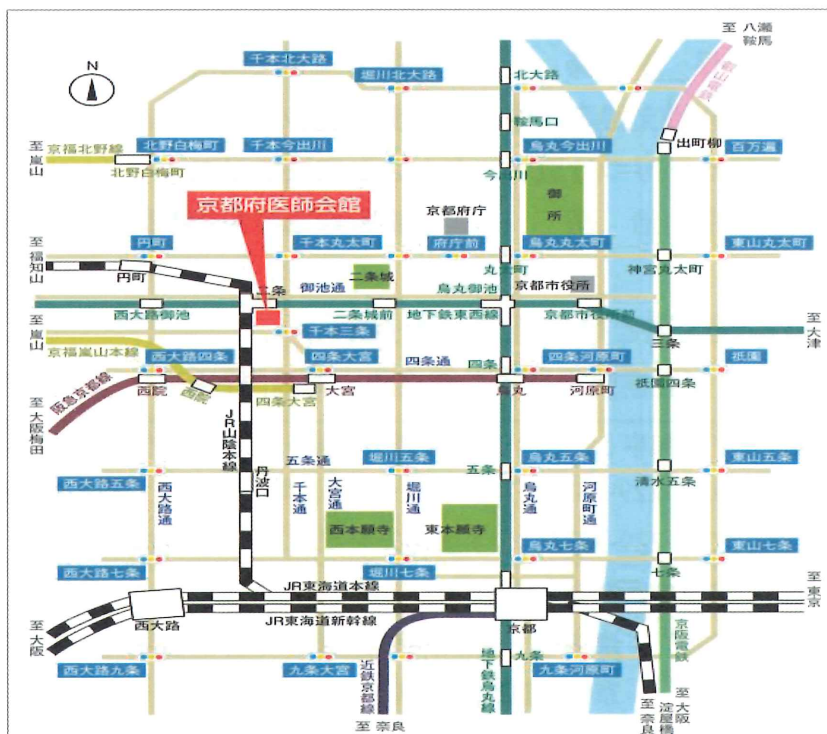 至
八瀬
鞍馬
千本北大路
堀川北大路
北大路
N
鞍馬口
至
嵐山
京福北野線
北野白梅町
千本今出川
烏丸今出川
出町柳
百万遍
北野白梅町
今出川
京都府医師会館
京都府庁
御所
至
福知山
円町
千本丸太町
府庁前
烏丸丸太町
東山丸太町
円町
丸太町
神宮丸太町
二条城
二条
御池通
烏丸御池
京都市役所
西大路御池
二条城前
地下鉄東西線
京都市役所前
至
大津
至
嵐山
千本三条
三条
京福嵐山本線
西大路四条
四条大宮
四条通
四条
四条河原町
祇園
阪急京都線
西院
西院
大宮
四条大宮
烏丸
河原町
祇園四条
至
大阪梅田
JR山陰本線
五条通
堀川五条
五条
烏丸五条
東山五条
西大路五条
丹波口
清水五条
西大路通
千本通
大宮通
堀川通
烏丸通
河原町通
西本願寺
東本願寺
西大路七条
堀川七条
烏丸七条
七条
東山七条
JR東海道本線
至
東京
西大路
JR東海道新幹線
京都
至
大阪
京阪電鉄
西大路九条
九条大宮
近鉄京都線
地下鉄烏丸線
九条
九条河原町
至奈良
至
奈良
至
大阪
淀屋橋